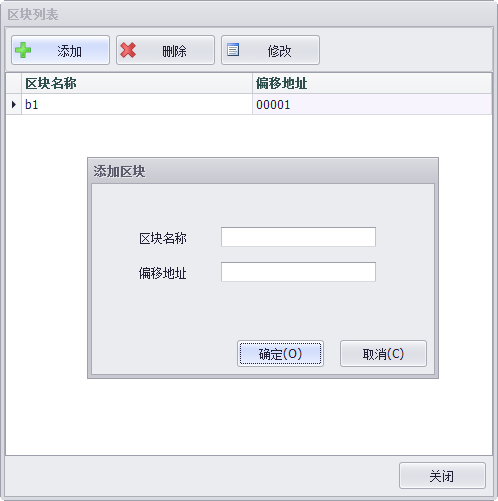 区块列表
添加 删除 修改
区块名称 偏移地址
b1 00001
添加区块
区块名称
偏移地址
确定(O) 取消(C)
关闭